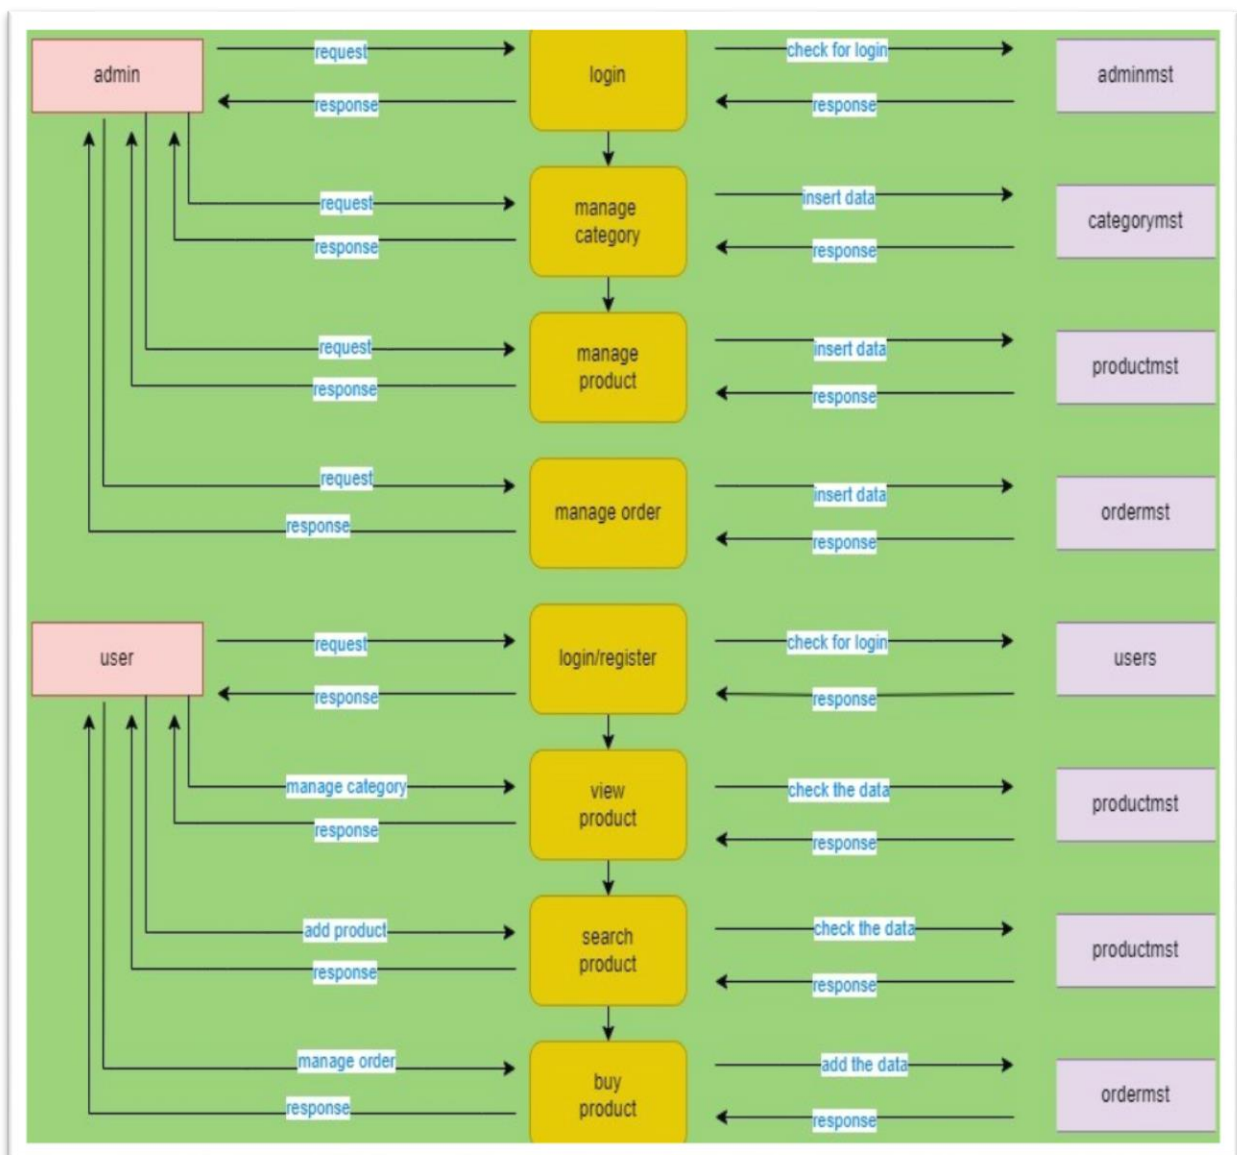 request
check for login
admin
login
adminmst
response
response
request
insert data
manage
category
categorymst
response
response
request
insert data
manage
product
productmst
response
response
request
insert data
manage order
ordermst
response
response
request
check for login
user
login/register
users
response
response
manage category
check the data
view
product
productmst
response
response
add product
check the data
search
product
productmst
response
response
manage order
add the data
buy
product
ordermst
response
response